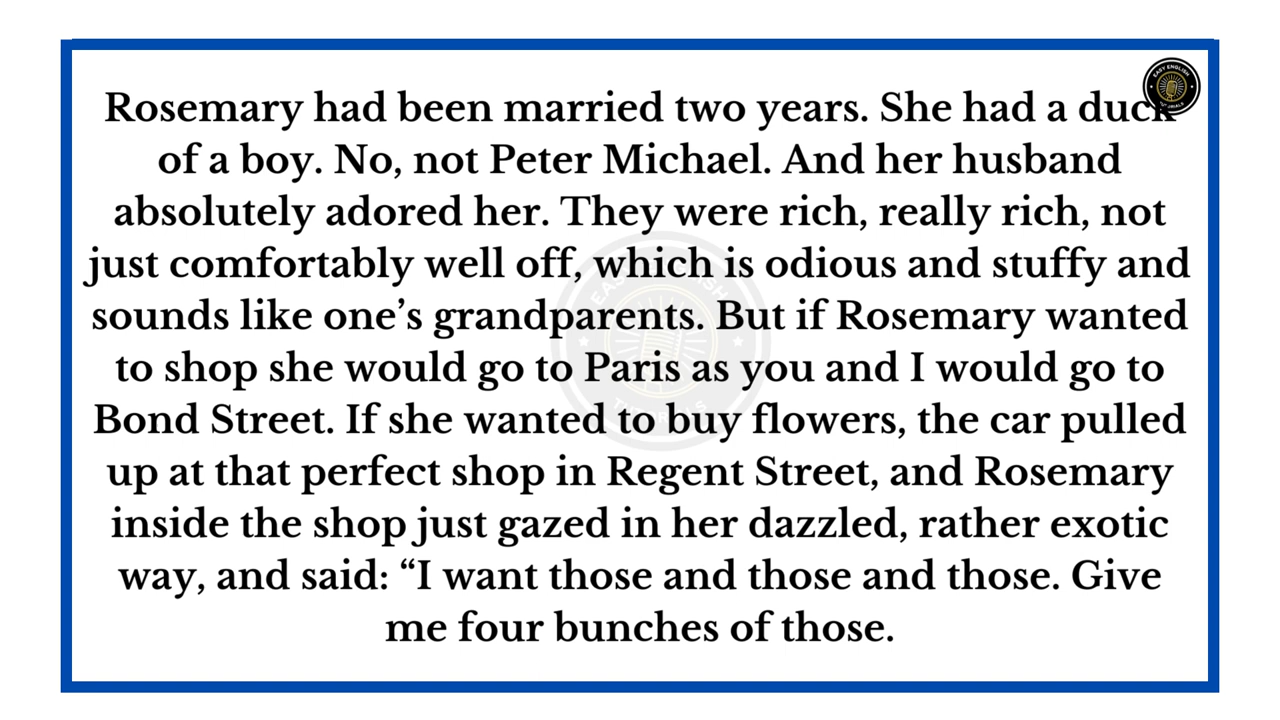 Rosemary had been married two years. She had a duck
of a boy. No, not Peter Michael. And her husband
absolutely adored her. They were rich, really rich, not
just comfortably well off, which is odious and stuffy and
sounds like one’s grandparents. But if Rosemary wanted
to shop she would go to Paris as you and I would go to
Bond Street. If she wanted to buy flowers, the car pulled
up at that perfect shop in Regent Street, and Rosemary
inside the shop just gazed in her dazzled, rather exotic
way, and said: “I want those and those and those. Give
me four bunches of those.
EASY ENGLISH